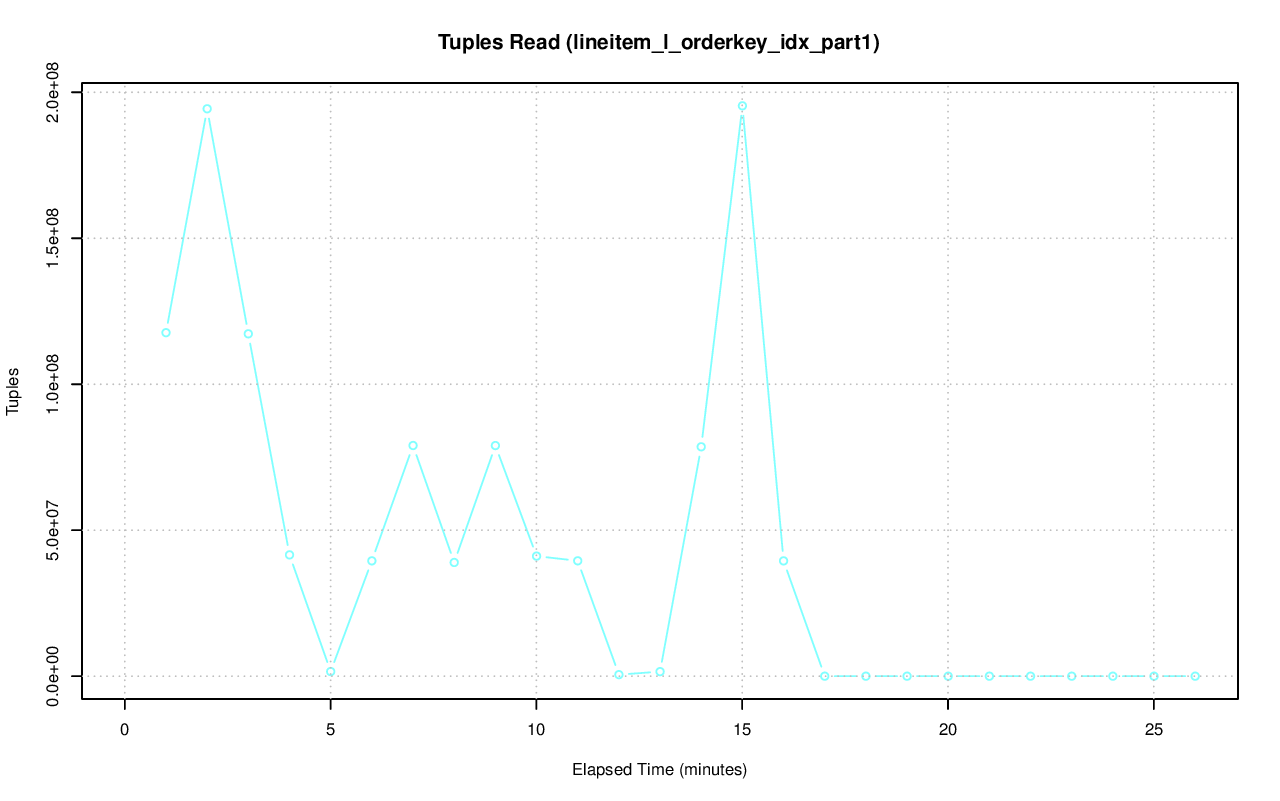 Tuples Read (lineitem_l_orderkey_idx_part1)
Tuples
2.0e+08
1.5e+08
1.0e+08
5.0e+07
0.0e+00
0 5 10 15 20 25
Elapsed Time (minutes)